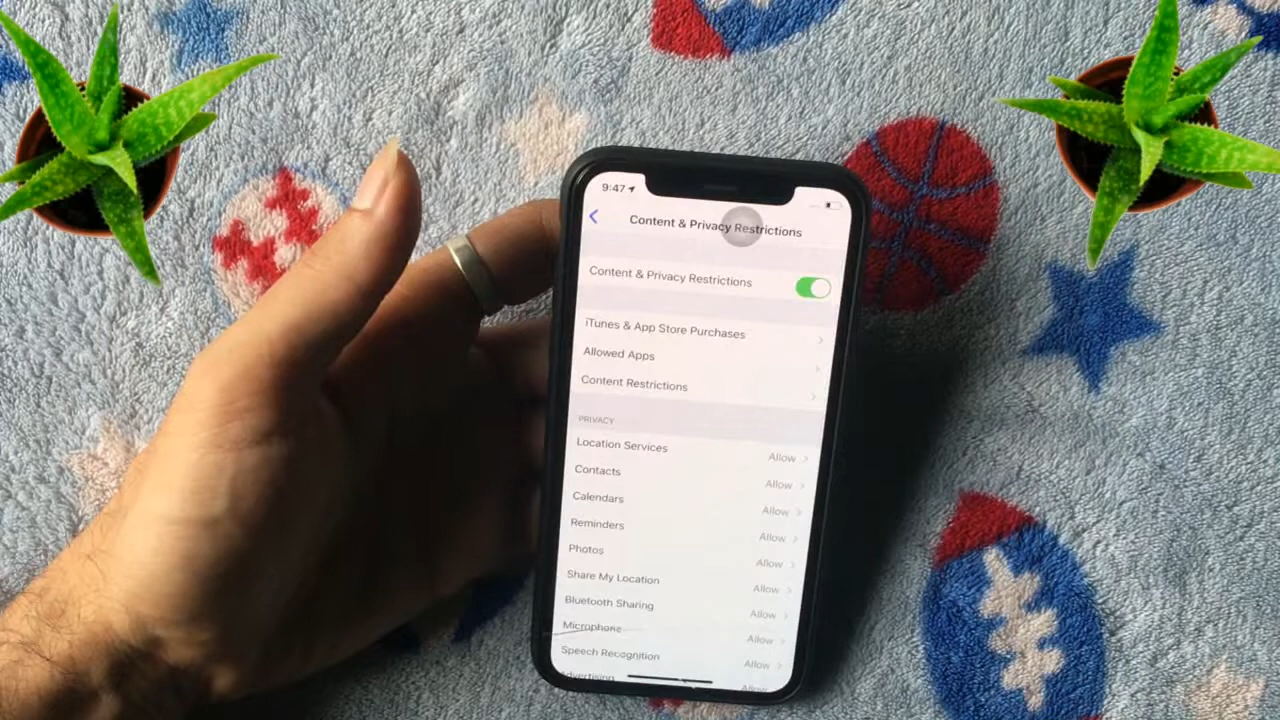 9:47
Content & Privacy Restrictions
Content & Privacy Restrictions
iTunes & App Store Purchases
Allowed Apps
Content Restrictions
PRIVACY
Location Services Allow
Contacts Allow
Calendars Allow
Reminders Allow
Photos Allow
Share My Location Allow
Bluetooth Sharing Allow
Microphone Allow
Speech Recognition Allow
Advertising Allow